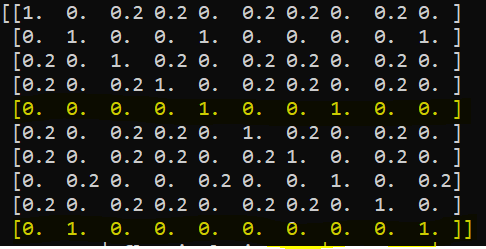 [[1. 0. 0.2 0.2 0. 0.2 0.2 0. 0.2 0. ]
[0. 1. 0. 0. 1. 0. 0. 0. 0. 1. ]
[0.2 0. 1. 0.2 0. 0.2 0.2 0. 0.2 0. ]
[0.2 0. 0.2 1. 0. 0.2 0.2 0. 0.2 0. ]
[0. 0. 0. 0. 1. 0. 0. 1. 0. 0. ]
[0.2 0. 0.2 0.2 0. 1. 0.2 0. 0.2 0. ]
[0.2 0. 0.2 0.2 0. 0.2 1. 0. 0.2 0. ]
[0. 0.2 0. 0. 0.2 0. 0. 1. 0. 0.2]
[0.2 0. 0.2 0.2 0. 0.2 0.2 0. 1. 0. ]
[0. 1. 0. 0. 0. 0. 0. 0. 0. 1. ]]